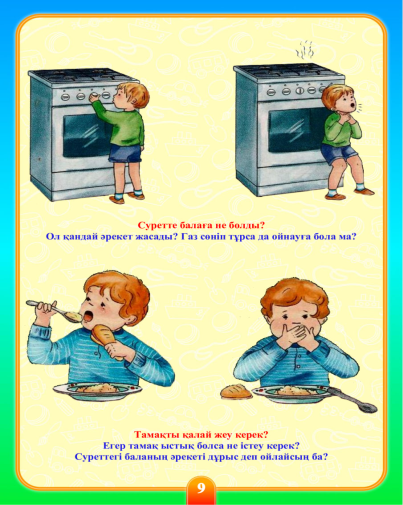 Суретте балаға не болды?
Ол қандай әрекет жасады? Газ сөніп тұрса да ойнауға бола ма?
Тамақты қалай жеу керек?
Егер тамақ ыстық болса не істеу керек?
Суреттегі баланың әрекеті дұрыс деп ойлайсың ба?
9